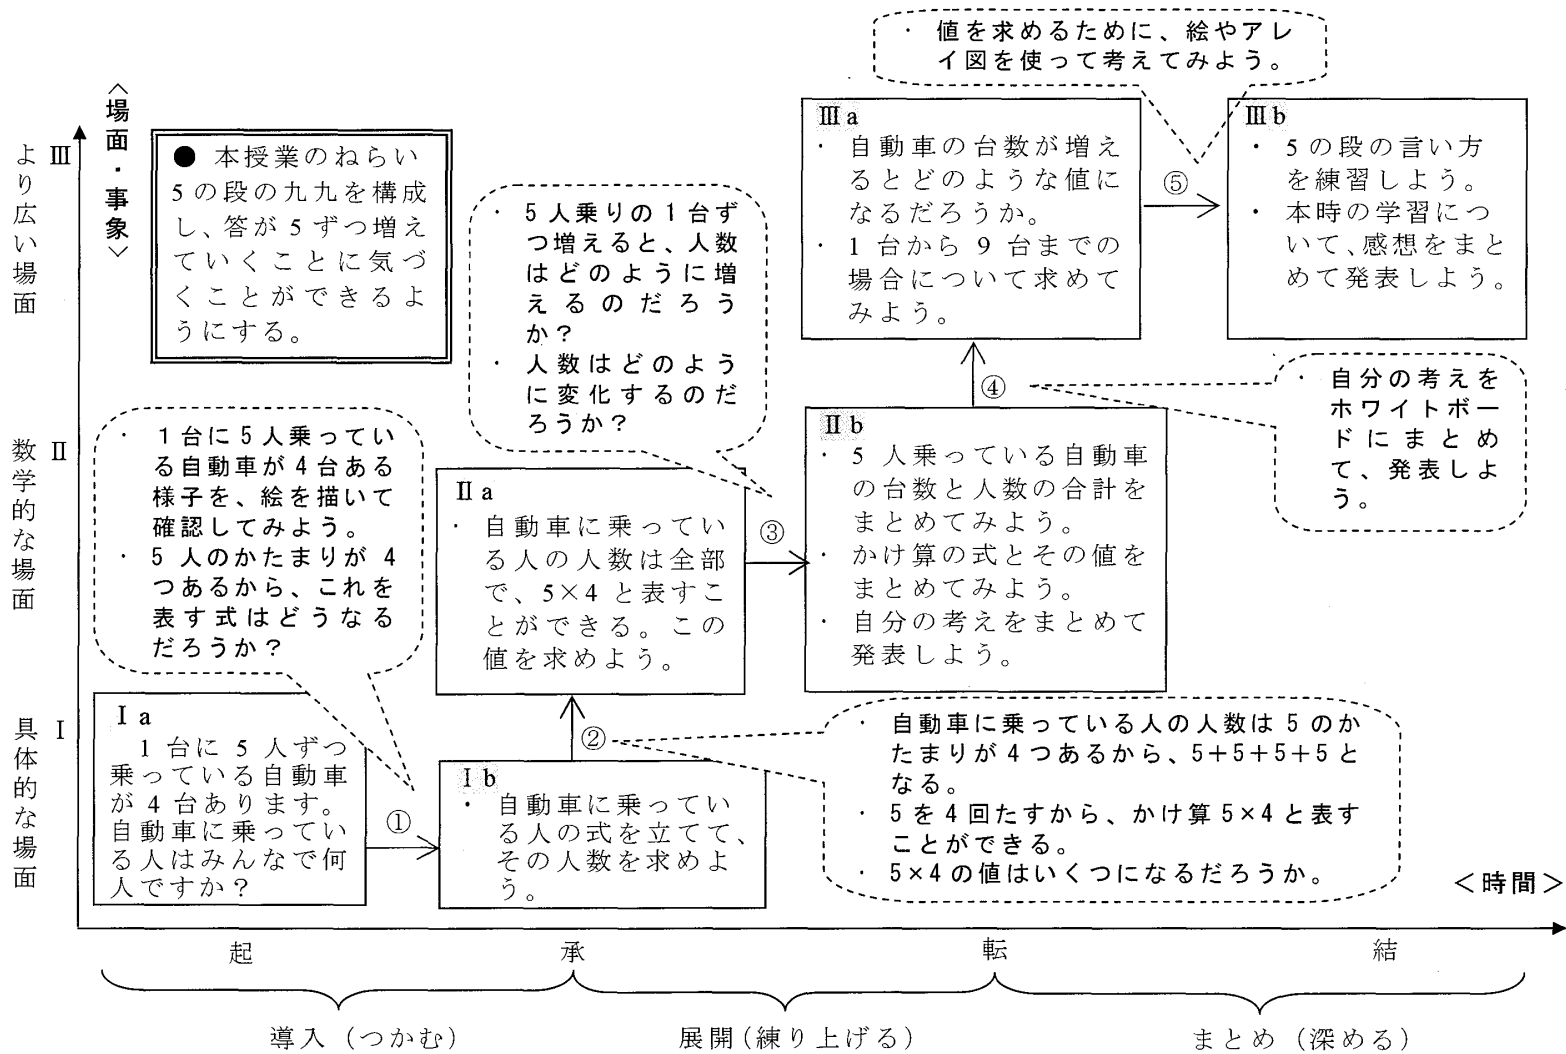 ・ 値を求めるために、絵やアレ
イ図を使って考えてみよう。
＜場面・事象＞
より広い場面
Ⅲ
● 本授業のねらい
5の段の九九を構成
し、答が5ずつ増え
ていくことに気づ
くことができるよ
うにする。
Ⅲa
・ 自動車の台数が増え
るとどのような値に
なるだろうか。
・ 1台から9台までの
場合について求めて
みよう。
⑤
Ⅲb
・ 5の段の言い方
を練習しよう。
・ 本時の学習につ
いて、感想をまと
めて発表しよう。
・ 5人乗りの1台ず
つ増えると、人数
はどのように増
えるのだろう
か？
・ 人数はどのよう
に変化するのだ
ろうか？
④
・ 自分の考えを
ホワイトボー
ドにまとめ
て、発表しよ
う。
数学的な場面
Ⅱ
・ 1台に5人乗ってい
る自動車が4台ある
様子を、絵を描いて
確認してみよう。
・ 5人のかたまりが4
つあるから、これを
表す式はどうなる
だろうか？
Ⅱa
・ 自動車に乗ってい
る人の人数は全部
で、5×4と表すこ
とができる。この
値を求めよう。
③
Ⅱb
・ 5人乗っている自動車
の台数と人数の合計を
まとめてみよう。
・ かけ算の式とその値を
まとめてみよう。
・ 自分の考えをまとめて
発表しよう。
具体的な場面
Ⅰ
Ⅰa
1台に5人ずつ
乗っている自動車
が4台あります。
自動車に乗ってい
る人はみんなで何
人ですか？
①
②
Ⅰb
・ 自動車に乗ってい
る人の式を立てて、
その人数を求めよ
う。
・ 自動車に乗っている人の人数は5のか
たまりが4つあるから、5+5+5+5と
なる。
・ 5を4回たすから、かけ算5×4と表す
ことができる。
・ 5×4の値はいくつになるだろうか。
＜時間＞
起
承
転
結
導入（つかむ）
展開（練り上げる）
まとめ（深める）